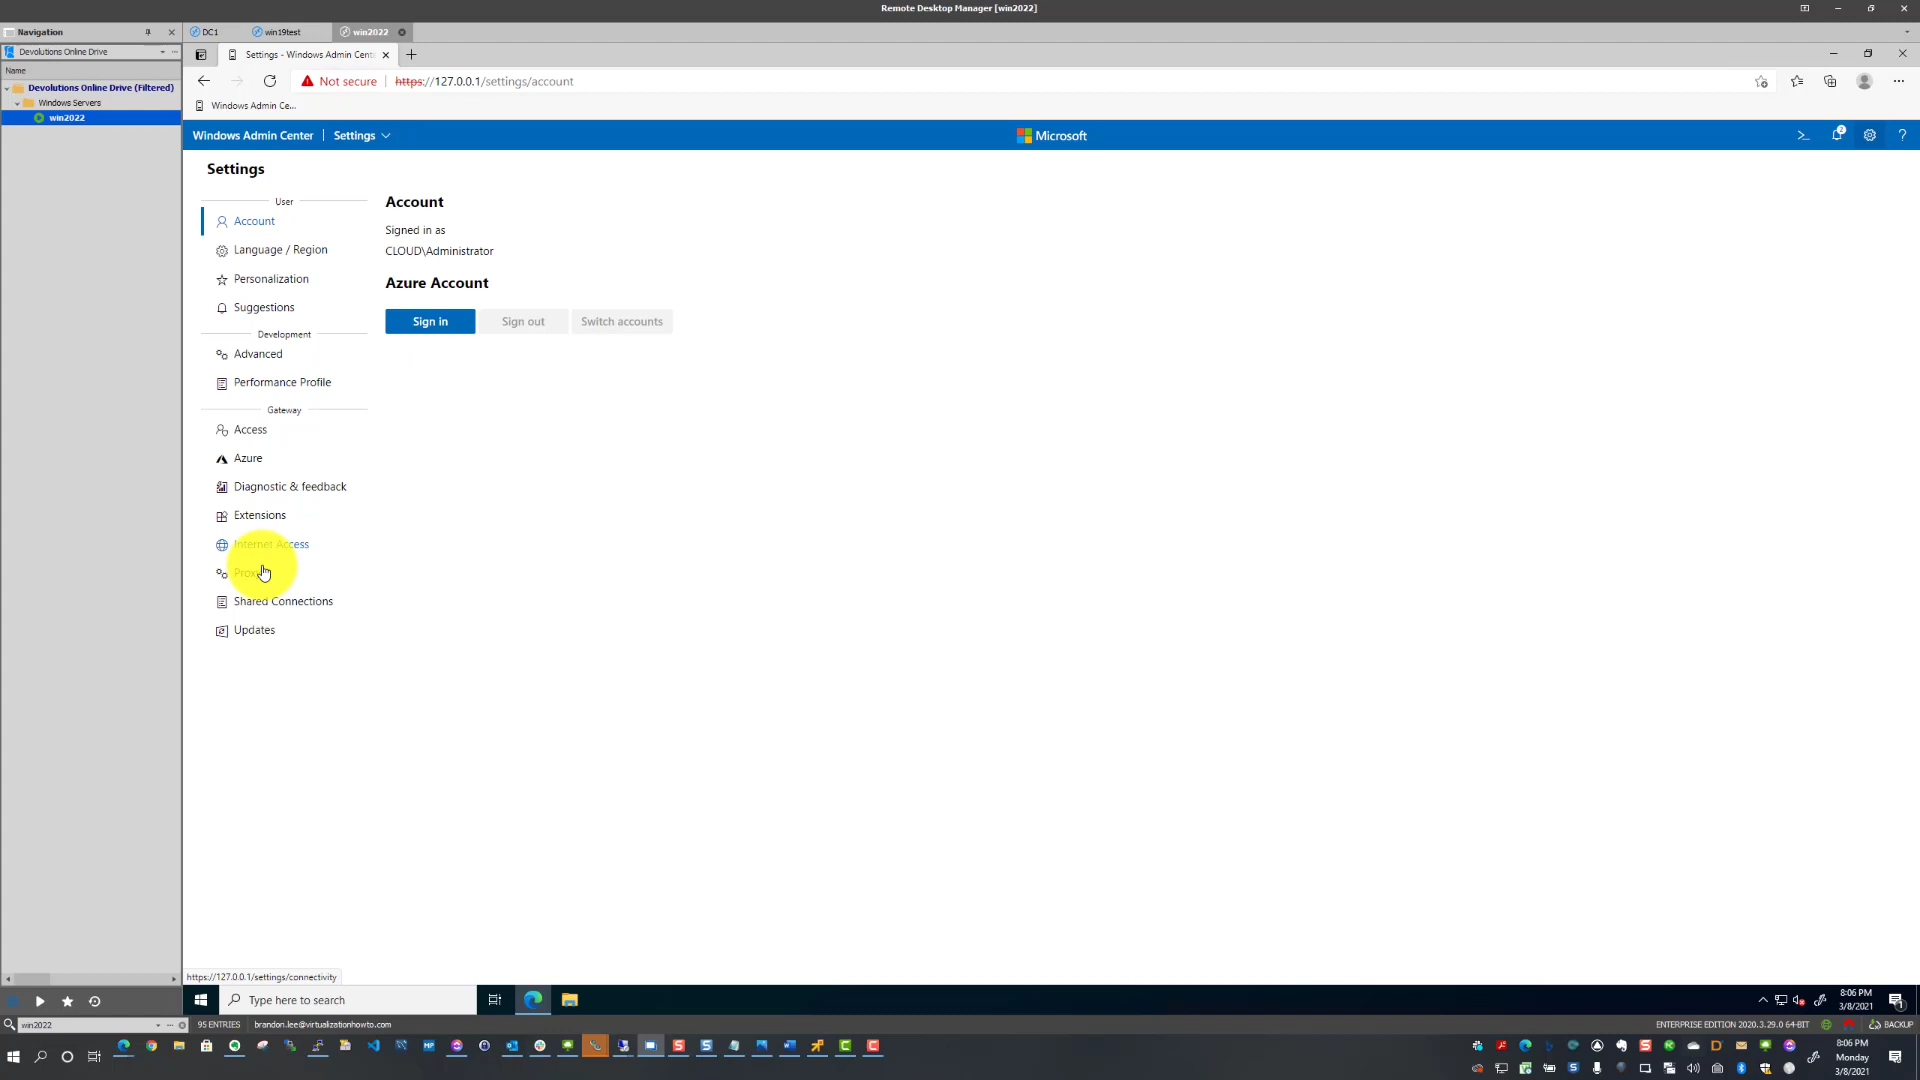 Remote Desktop Manager [win2022]
Navigation
DC1
win19test
win2022
Devolutions Online Drive
Settings - Windows Admin Cente
Name
Devolutions Online Drive (Filtered)
Windows Servers
win2022
Not secure
https://127.0.0.1/settings/account
Windows Admin Ce...
Windows Admin Center
Settings
Microsoft
2
?
Settings
User
Account
Language / Region
Personalization
Suggestions
Development
Advanced
Performance Profile
Gateway
Access
Azure
Diagnostic & feedback
Extensions
Internet Access
Proxy
Shared Connections
Updates
Account
Signed in as
CLOUD\Administrator
Azure Account
Sign in
Sign out
Switch accounts
https://127.0.0.1/settings/connectivity
Type here to search
8:06 PM
3/8/2021
win2022
95 ENTRIES
brandon.lee@virtualizationhowto.com
ENTERPRISE EDITION 2020.3.29.0 64-BIT
BACKUP
8:06 PM
Monday
3/8/2021